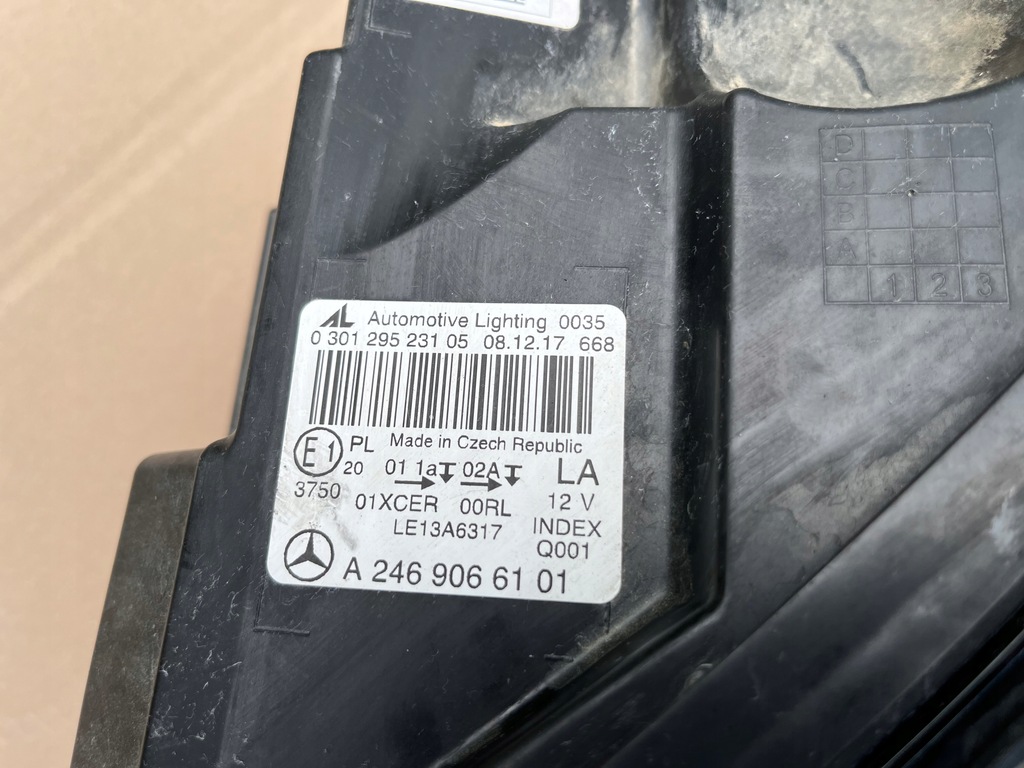 AL Automotive Lighting 0035
0 301 295 231 05 08.12.17 668
Made in Czech Republic
E1 PL 01 1a 02A LA
20
3750 01XCER 00RL 12 V
LE13A6317 INDEX
Q001
A 246 906 61 01
D
C
B
A
1 2 3